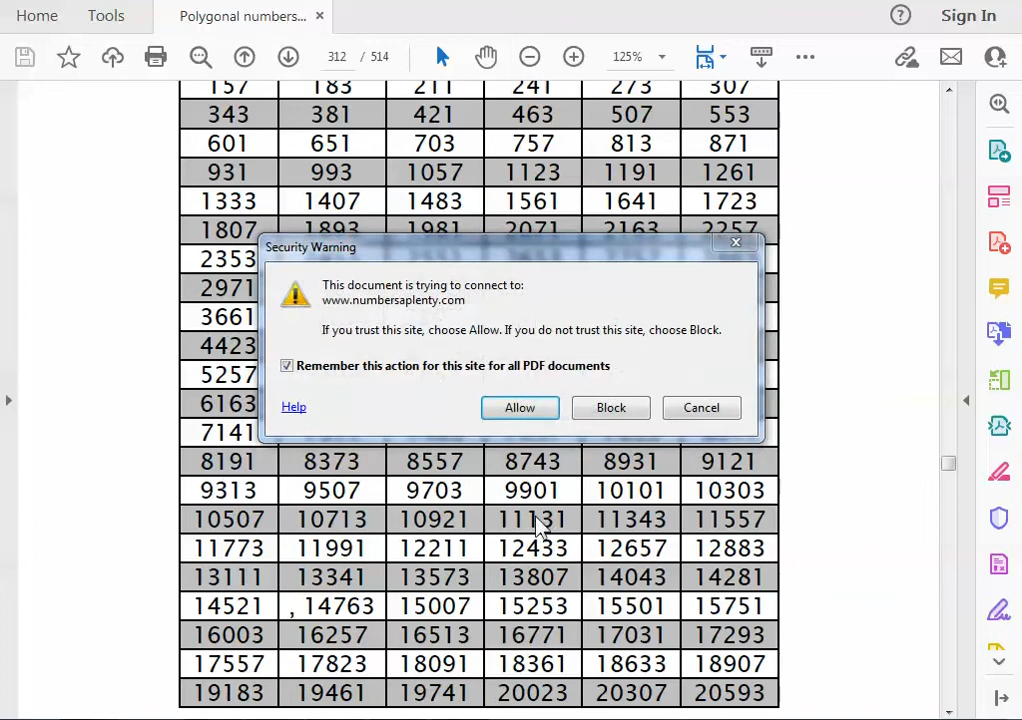 Home Tools Polygonal numbers... × ? Sign In
312 / 514 125%
157 183 211 241 273 307
343 381 421 463 507 553
601 651 703 757 813 871
931 993 1057 1123 1191 1261
1333 1407 1483 1561 1641 1723
1807 1893 1981 2071 2163 2257
Security Warning
2353
This document is trying to connect to:
2971
www.numbersaplenty.com
3661
If you trust this site, choose Allow. If you do not trust this site, choose Block.
4423
Remember this action for this site for all PDF documents
5257
6163
Help Allow Block Cancel
7141
8191 8373 8557 8743 8931 9121
9313 9507 9703 9901 10101 10303
10507 10713 10921 11131 11343 11557
11773 11991 12211 12433 12657 12883
13111 13341 13573 13807 14043 14281
14521 , 14763 15007 15253 15501 15751
16003 16257 16513 16771 17031 17293
17557 17823 18091 18361 18633 18907
19183 19461 19741 20023 20307 20593